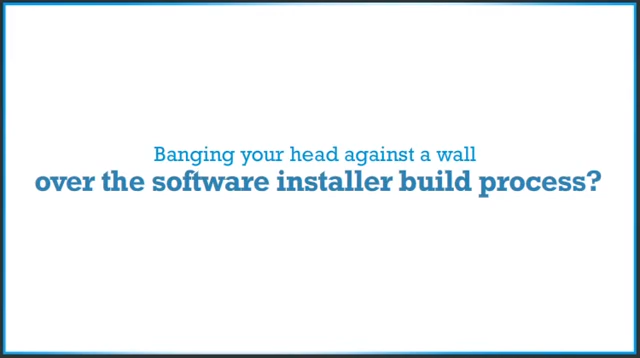 Banging your head against a wall
over the software installer build process?